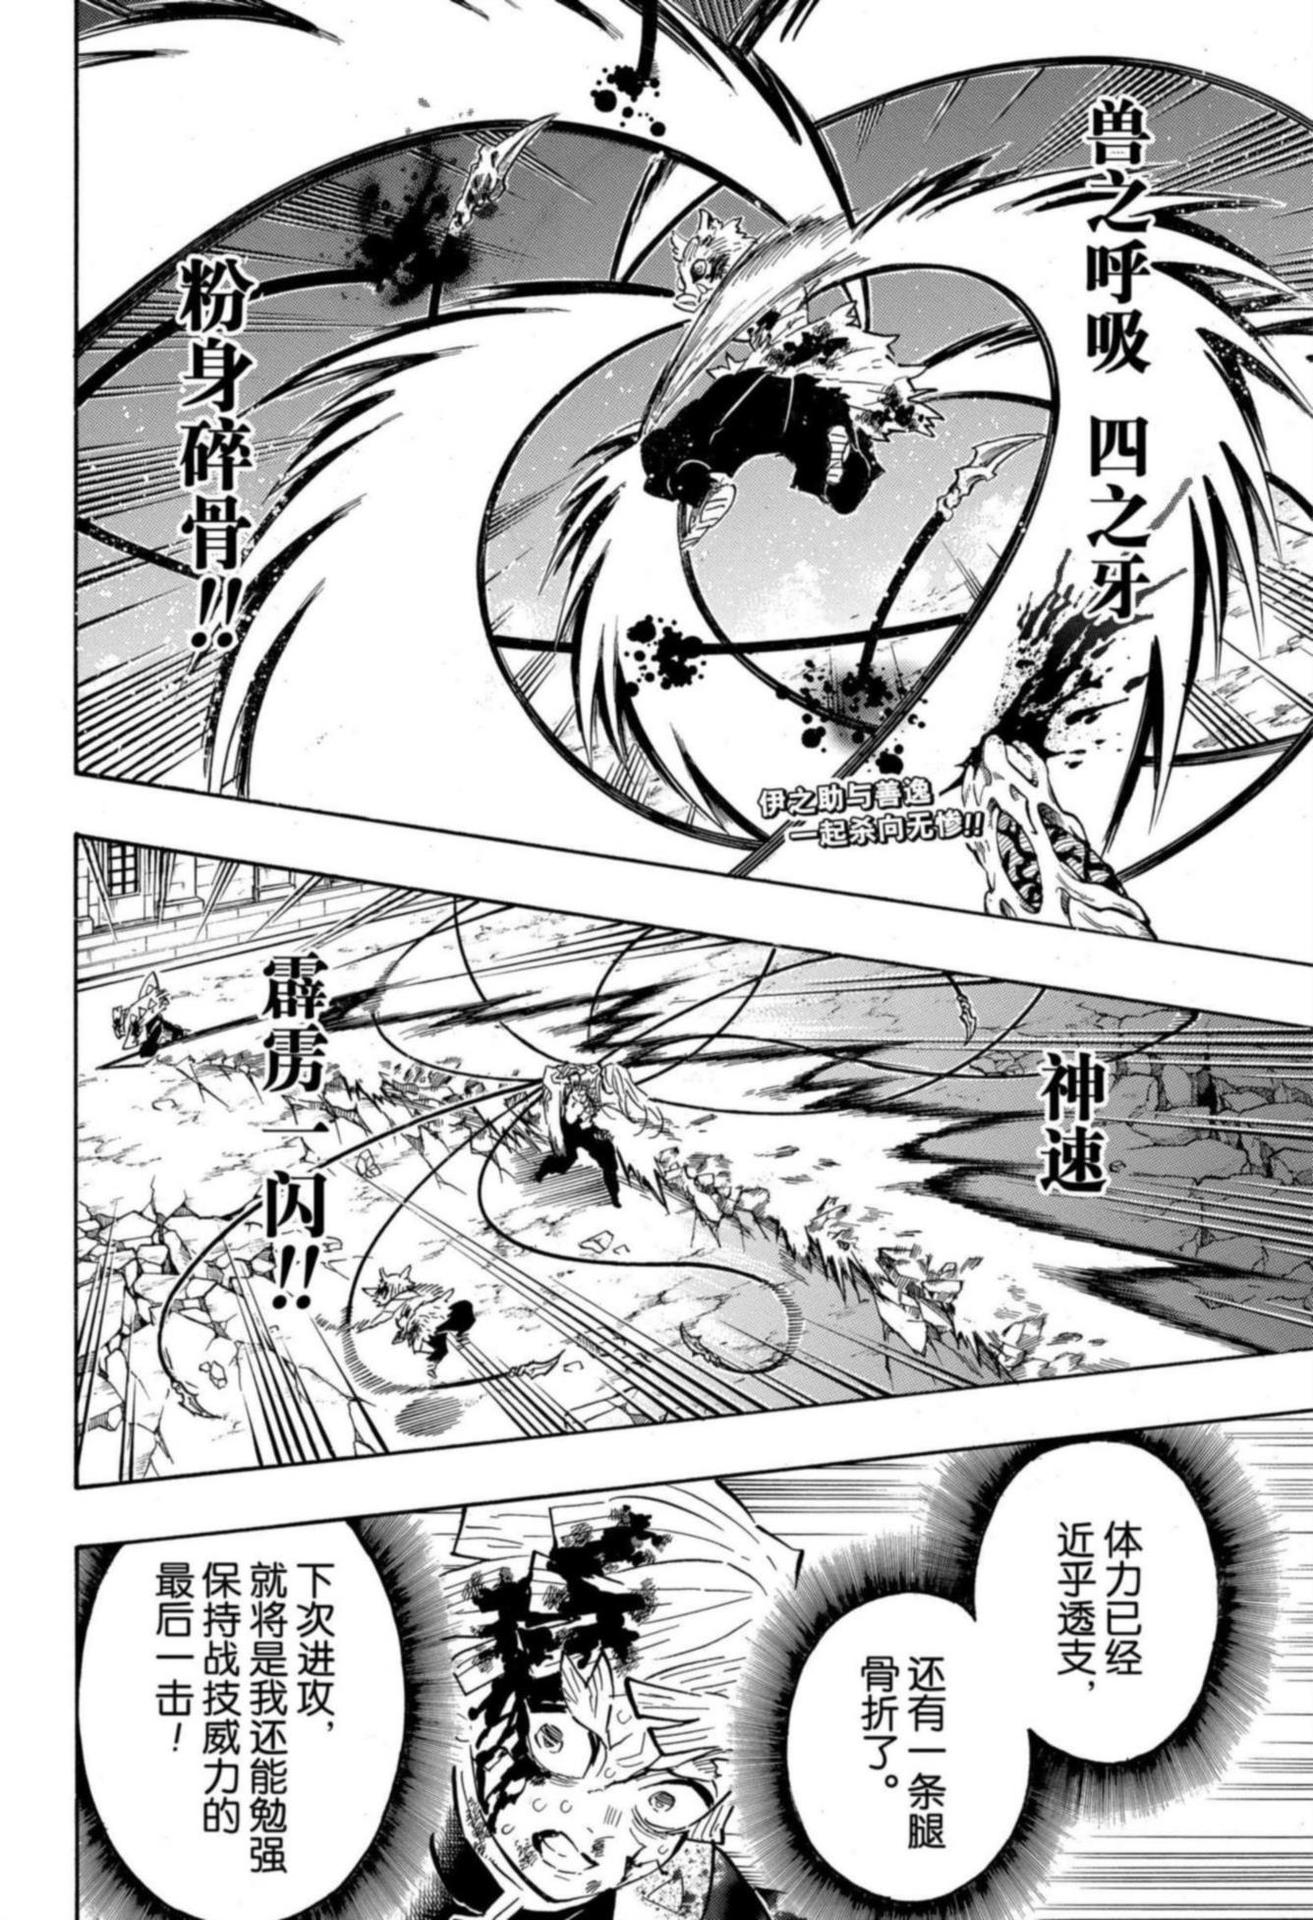 兽之呼吸 四之牙
粉身碎骨!!
伊之助与善逸
一起杀向无惨!!
神速
霹雳一闪!!
体力已经
近乎透支，
还有一条腿
骨折了。
下次进攻，
就将是我还能勉强
保持战技威力的
最后一击！